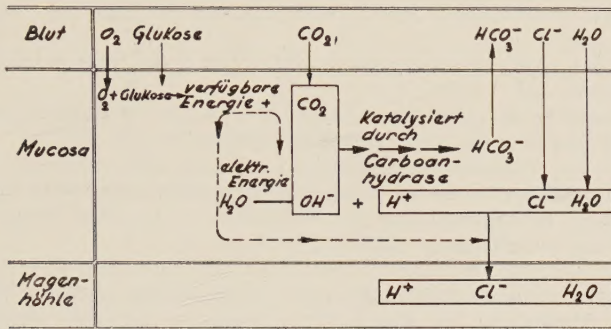 Blut O₂ Glukose CO₂, HCO₃⁻ Cl⁻ H₂O
O₂ + Glukose verfügbare
Energie +
CO₂
Mucosa
Katalysiert
durch
Carboan-
hydrase
HCO₃⁻
elektr.
Energie
H₂O OH⁻ + H⁺ Cl⁻ H₂O
Magen-
höhle
H⁺ Cl⁻ H₂O